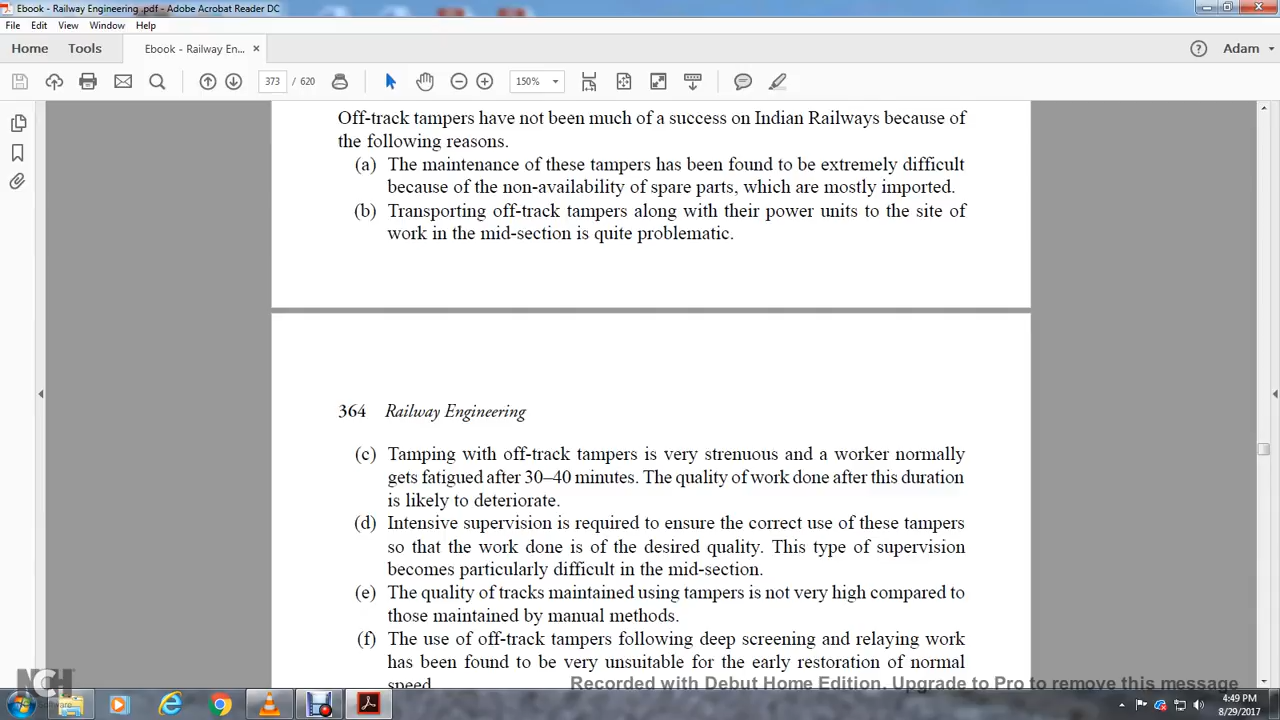 Ebook - Railway Engineering .pdf - Adobe Acrobat Reader DC
File Edit View Window Help
Home Tools Ebook - Railway En... × Adam
373 / 620 150%
Off-track tampers have not been much of a success on Indian Railways because of
the following reasons.
(a) The maintenance of these tampers has been found to be extremely difficult
because of the non-availability of spare parts, which are mostly imported.
(b) Transporting off-track tampers along with their power units to the site of
work in the mid-section is quite problematic.
364 Railway Engineering
(c) Tamping with off-track tampers is very strenuous and a worker normally
gets fatigued after 30–40 minutes. The quality of work done after this duration
is likely to deteriorate.
(d) Intensive supervision is required to ensure the correct use of these tampers
so that the work done is of the desired quality. This type of supervision
becomes particularly difficult in the mid-section.
(e) The quality of tracks maintained using tampers is not very high compared to
those maintained by manual methods.
(f) The use of off-track tampers following deep screening and relaying work
has been found to be very unsuitable for the early restoration of normal
speed.
Recorded with Debut Home Edition. Upgrade to Pro to remove this message
NCH
Software
4:49 PM
8/29/2017